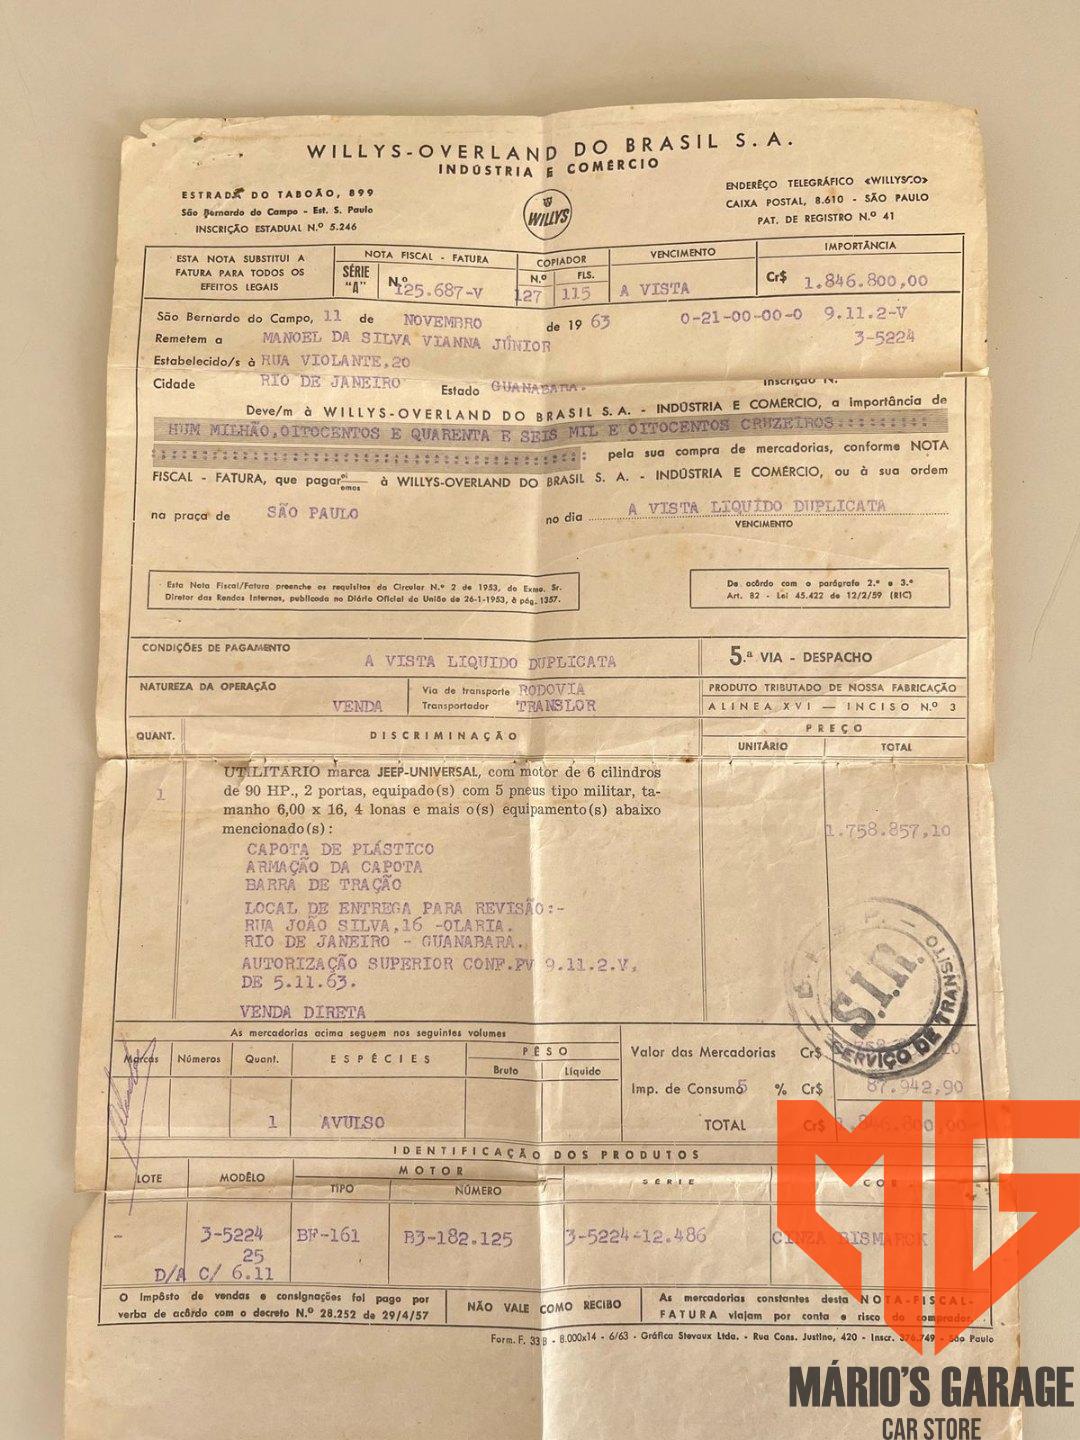 WILLYS-OVERLAND DO BRASIL S. A.
INDÚSTRIA E COMÉRCIO
ESTRADA DO TABOÃO, 899
São Bernardo do Campo - Est. S. Paulo
INSCRIÇÃO ESTADUAL N.º 5.246
WILLYS
ENDERÊÇO TELEGRÁFICO «WILLYSCO»
CAIXA POSTAL, 8.610 - SÃO PAULO
PAT. DE REGISTRO N.º 41
ESTA NOTA SUBSTITUI A
FATURA PARA TODOS OS
EFEITOS LEGAIS
NOTA FISCAL - FATURA
SÉRIE "A"
N.º 125.687-V
COPIADOR
N.º FLS.
127 115
VENCIMENTO
A VISTA
IMPORTÂNCIA
Cr$ 1.846.800,00
São Bernardo do Campo, 11 de NOVEMBRO de 1963 0-21-00-00-0 9.11.2-V
Remetem a MANOEL DA SILVA VIANNA JÚNIOR 3-5224
Estabelecido/s à RUA VIOLANTE,20
Cidade RIO DE JANEIRO Estado GUANABARA. Inscrição N.
Deve/m à WILLYS-OVERLAND DO BRASIL S. A. - INDÚSTRIA E COMÉRCIO, a importância de
HUM MILHÃO,OITOCENTOS E QUARENTA E SEIS MIL E OITOCENTOS CRUZEIROS:::::::::
::::::::::::::::::::::::::::::::::: pela sua compra de mercadorias, conforme NOTA
FISCAL - FATURA, que pagar ei emos à WILLYS-OVERLAND DO BRASIL S. A. - INDÚSTRIA E COMÉRCIO, ou à sua ordem
na praça de SÃO PAULO no dia A VISTA LIQUÍDO DUPLICATA
VENCIMENTO
Esta Nota Fiscal/Fatura preenche os requisitos da Circular N.º 2 de 1953, do Exmo. Sr.
Diretor das Rendas Internas, publicada no Diário Oficial da União de 26-1-1953, à pág. 1357.
De acôrdo com o parágrafo 2.º e 3.º
Art. 82 - Lei 45.422 de 12/2/59 (RIC)
CONDIÇÕES DE PAGAMENTO
A VISTA LIQUIDO DUPLICATA
5.ª VIA - DESPACHO
NATUREZA DA OPERAÇÃO
VENDA
Via de transporte RODOVIA
Transportador TRANSLOR
PRODUTO TRIBUTADO DE NOSSA FABRICAÇÃO
ALINEA XVI — INCISO N.º 3
QUANT.
DISCRIMINAÇÃO
PREÇO
UNITÁRIO TOTAL
UTILITÁRIO marca JEEP-UNIVERSAL, com motor de 6 cilindros
1 de 90 HP., 2 portas, equipado(s) com 5 pneus tipo militar, ta-
manho 6,00 x 16, 4 lonas e mais o(s) equipamento(s) abaixo
mencionado(s): 1.758.857,10
CAPOTA DE PLÁSTICO
ARMAÇÃO DA CAPOTA
BARRA DE TRAÇÃO
LOCAL DE ENTREGA PARA REVISÃO:-
RUA JOÃO SILVA,16 -OLARIA.
RIO DE JANEIRO - GUANABARA.
AUTORIZAÇÃO SUPERIOR CONF.PV 9.11.2.V,
DE 5.11.63.
VENDA DIRETA
S.I.R.
SERVIÇO DE TRÂNSITO
As mercadorias acima seguem nos seguintes volumes
Marcas Números Quant. ESPÉCIES
PÊSO
Bruto Líquido
1 AVULSO
Valor das Mercadorias Cr$
Imp. de Consumo 5 % Cr$ 87.942,90
TOTAL Cr$ 1.846.800,00
IDENTIFICAÇÃO DOS PRODUTOS
LOTE MODÊLO
MOTOR
TIPO NÚMERO
SÉRIE
COR
- 3-5224 BF-161 B3-182.125 3-5224-12.486 CINZA BISMARCK
25
D/A C/ 6.11
O Impôsto de vendas e consignações foi pago por
verba de acôrdo com o decreto N.º 28.252 de 29/4/57
NÃO VALE COMO RECIBO
As mercadorias constantes desta NOTA-FISCAL-
FATURA viajam por conta e risco do comprador.
Form. F. 33 B - 8.000x14 - 6/63 - Gráfica Stevaux Ltda. - Rua Cons. Justino, 420 - Inscr. 376.749 - São Paulo
MG
MÁRIO'S GARAGE
CAR STORE